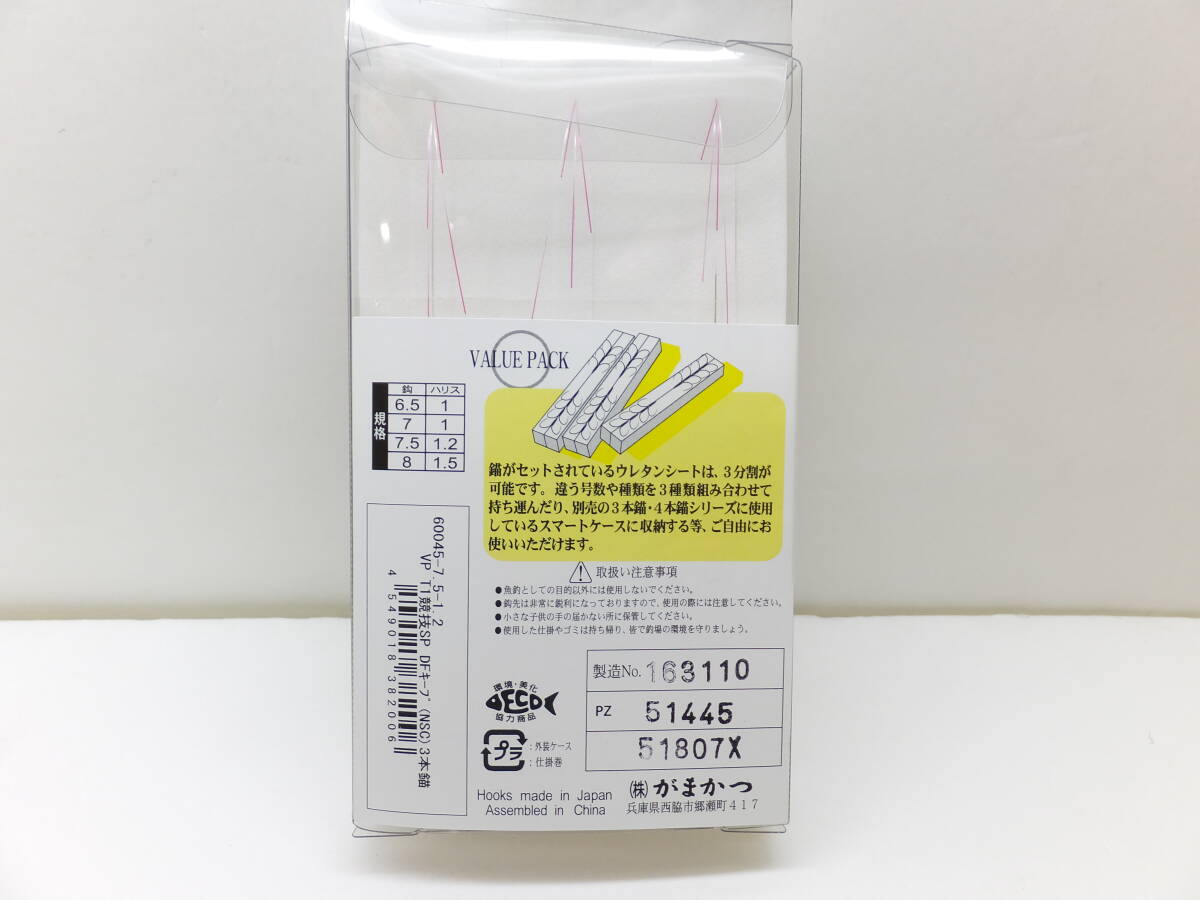 VALUE PACK
規格
鈎 ハリス
6.5 1
7 1
7.5 1.2
8 1.5
錨がセットされているウレタンシートは、3分割が
可能です。違う号数や種類を3種類組み合わせて
持ち運んだり、別売の3本錨・4本錨シリーズに使用
しているスマートケースに収納する等、ご自由にお
使いいただけます。
取扱い注意事項
●魚釣としての目的以外には使用しないでください。
●鈎先は非常に鋭利になっておりますので、使用の際には注意してください。
●小さな子供の手の届かない所に保管してください。
●使用した仕掛やゴミは持ち帰り、皆で釣場の環境を守りましょう。
60045-7.5-1.2
VP T1競技SP DFキープ(NSC)3本錨
4 549018 382006
環境・美化
ECO
協力商品
プラ
:外装ケース
:仕掛巻
製造No. 163110
PZ 51445
51807X
Hooks made in Japan
Assembled in China
(株)がまかつ
兵庫県西脇市郷瀬町417